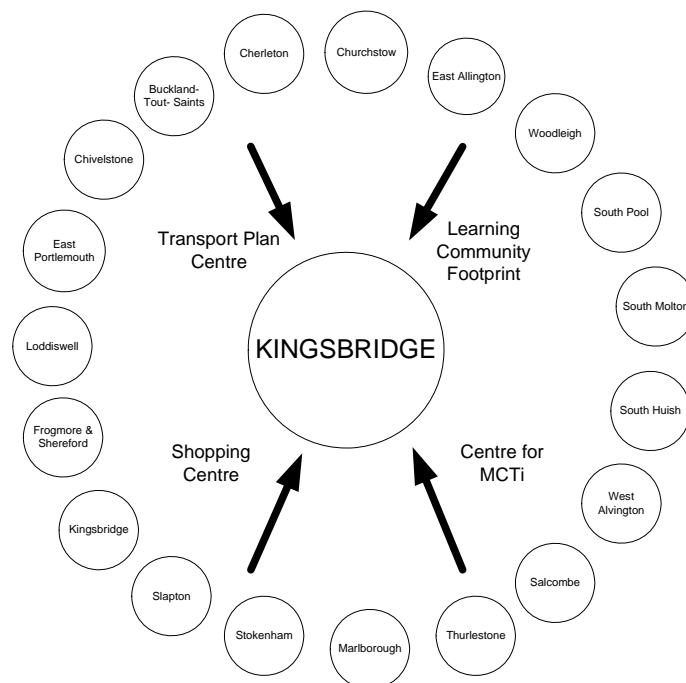 Cherleton
Churchstow
East Allington
Buckland-
Tout- Saints
Woodleigh
Chivelstone
South Pool
East
Portlemouth
Transport Plan
Centre
Learning
Community
Footprint
South Molton
Loddiswell
KINGSBRIDGE
South Huish
Frogmore &
Shereford
Shopping
Centre
Centre for
MCTi
West
Alvington
Kingsbridge
Salcombe
Slapton
Stokenham
Marlborough
Thurlestone